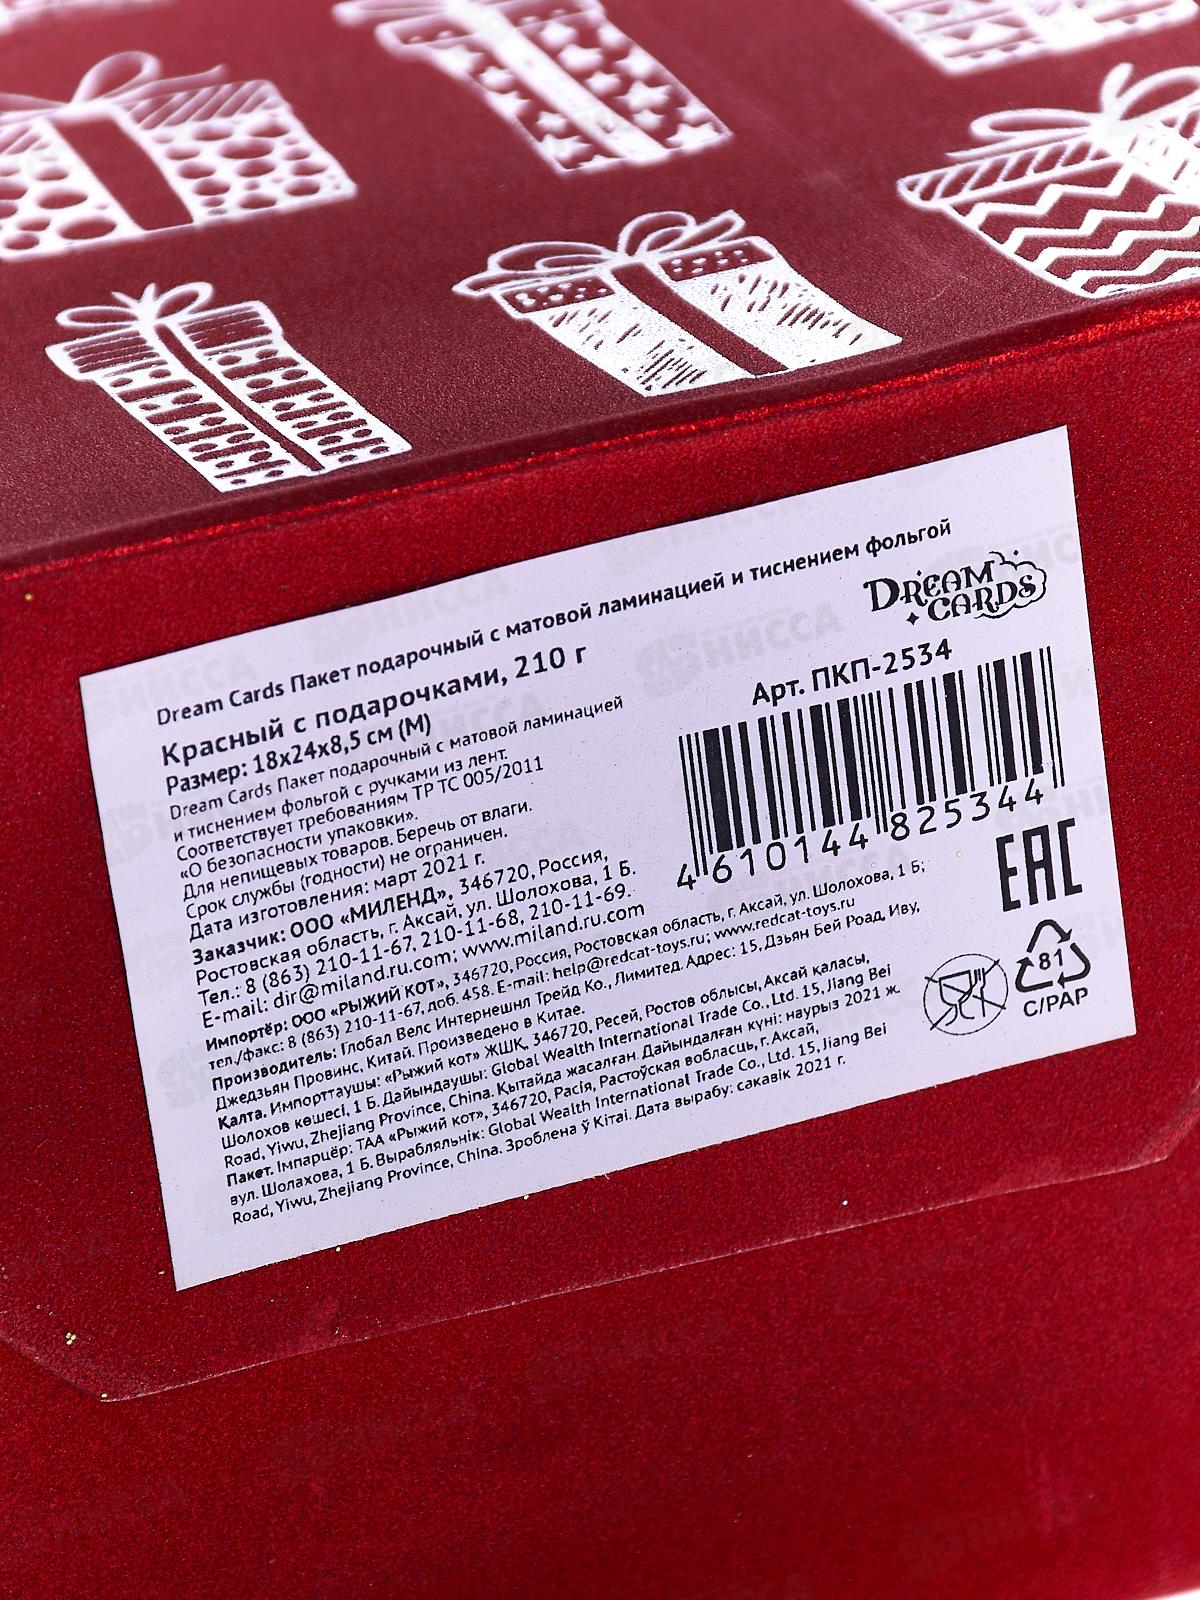 Dream Cards Пакет подарочный с матовой ламинацией и тиснением фольгой
DREAM
CARDS
Красный с подарочками, 210 г
Размер: 18х24х8,5 см (М)
Dream Cards Пакет подарочный с матовой ламинацией
и тиснением фольгой с ручками из лент.
Соответствует требованиям ТР ТС 005/2011
«О безопасности упаковки».
Для непищевых товаров. Беречь от влаги.
Срок службы (годности) не ограничен.
Дата изготовления: март 2021 г.
Арт. ПКП-2534
4 610144 825344
EAC
Заказчик: ООО «МИЛЕНД», 346720, Россия,
Ростовская область, г. Аксай, ул. Шолохова, 1 Б.
Тел.: 8 (863) 210-11-67, 210-11-68, 210-11-69.
E-mail: dir@miland.ru.com; www.miland.ru.com
Импортёр: ООО «РЫЖИЙ КОТ», 346720, Россия, Ростовская область, г. Аксай, ул. Шолохова, 1 Б;
тел./факс: 8 (863) 210-11-67, доб. 458. E-mail: help@redcat-toys.ru; www.redcat-toys.ru
Производитель: Глобал Велс Интернешнл Трейд Ко., Лимитед. Адрес: 15, Дзьян Бей Роад, Иву,
Джедзьян Провинс, Китай. Произведено в Китае.
Қалта. Импорттаушы: «Рыжий кот» ЖШҚ, 346720, Ресей, Ростов облысы, Аксай қаласы,
Шолохов көшесі, 1 Б. Дайындаушы: Global Wealth International Trade Co., Ltd. 15, Jiang Bei
Road, Yiwu, Zhejiang Province, China. Қытайда жасалған. Дайындалған күні: наурыз 2021 ж.
Пакет. Імпарцёр: ТАА «Рыжий кот», 346720, Расія, Растоўская вобласць, г. Аксай,
вул. Шолахова, 1 Б. Вырабляльнік: Global Wealth International Trade Co., Ltd. 15, Jiang Bei
Road, Yiwu, Zhejiang Province, China. Зроблена ў Кітаі. Дата вырабу: сакавік 2021 г.
81
C/PAP
НИССА